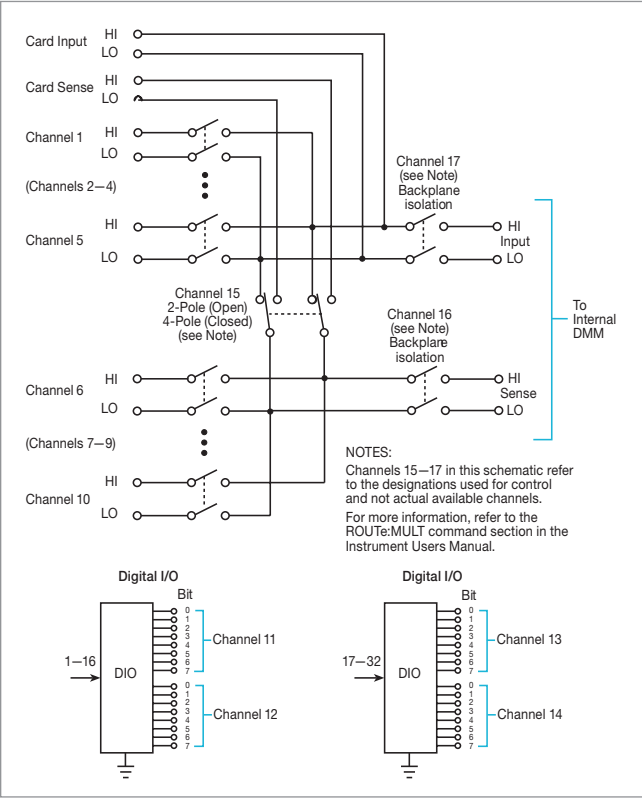 Card Input HI
LO
Card Sense HI
LO
Channel 1 HI
LO
(Channels 2—4)
Channel 5 HI
LO
Channel 17
(see Note)
Backplane
isolation
HI
Input
LO
Channel 15
2-Pole (Open)
4-Pole (Closed)
(see Note)
Channel 16
(see Note)
Backplane
isolation
To
Internal
DMM
Channel 6 HI
LO
HI
Sense
LO
(Channels 7—9)
Channel 10 HI
LO
NOTES:
Channels 15—17 in this schematic refer
to the designations used for control
and not actual available channels.
For more information, refer to the
ROUTe:MULT command section in the
Instrument Users Manual.
Digital I/O
Bit
1—16
DIO
0
1
2
3
4
5
6
7
Channel 11
0
1
2
3
4
5
6
7
Channel 12
Digital I/O
Bit
17—32
DIO
0
1
2
3
4
5
6
7
Channel 13
0
1
2
3
4
5
6
7
Channel 14